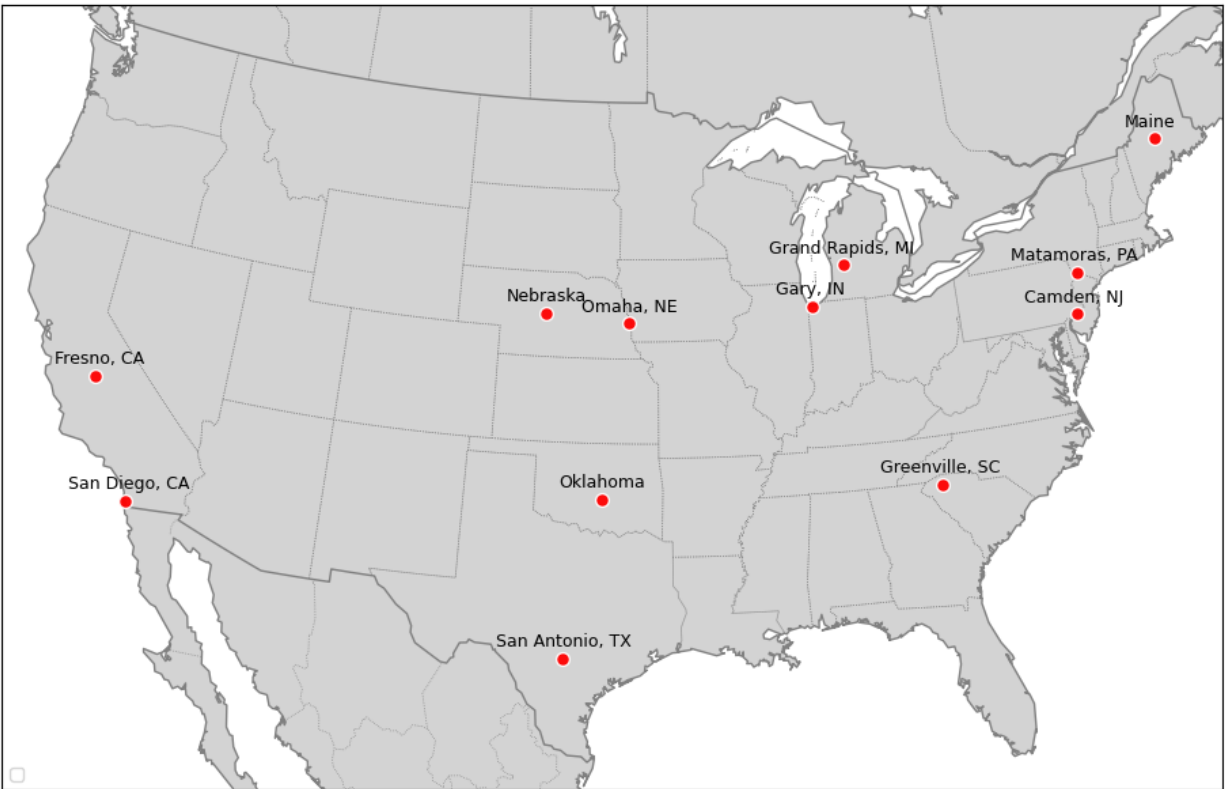 Maine
Grand Rapids, MI
Matamoras, PA
Gary, IN
Nebraska
Camden, NJ
Omaha, NE
Fresno, CA
Greenville, SC
San Diego, CA
Oklahoma
San Antonio, TX